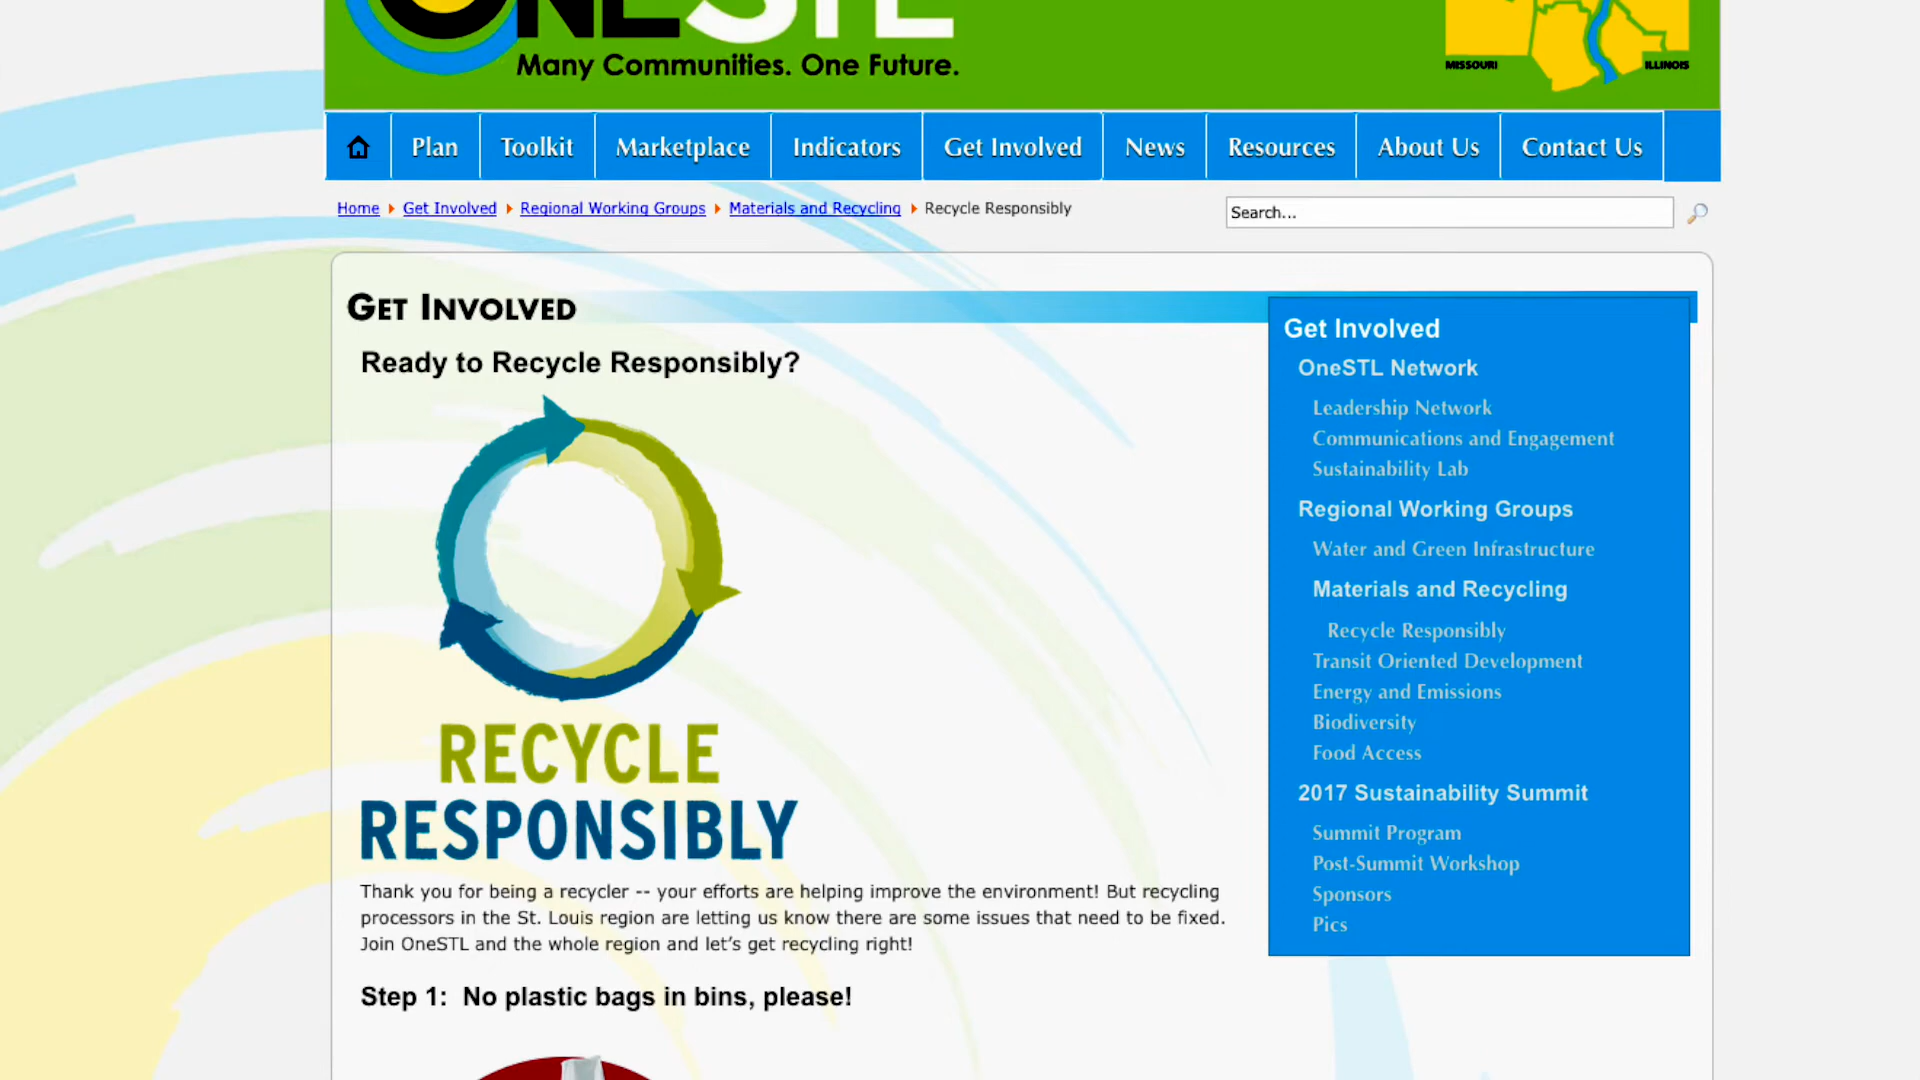 ONESTL
Many Communities. One Future.
MISSOURI
ILLINOIS
Plan
Toolkit
Marketplace
Indicators
Get Involved
News
Resources
About Us
Contact Us
Home
Get Involved
Regional Working Groups
Materials and Recycling
Recycle Responsibly
Search...
GET INVOLVED
Ready to Recycle Responsibly?
RECYCLE
RESPONSIBLY
Thank you for being a recycler -- your efforts are helping improve the environment! But recycling
processors in the St. Louis region are letting us know there are some issues that need to be fixed.
Join OneSTL and the whole region and let's get recycling right!
Step 1: No plastic bags in bins, please!
Get Involved
OneSTL Network
Leadership Network
Communications and Engagement
Sustainability Lab
Regional Working Groups
Water and Green Infrastructure
Materials and Recycling
Recycle Responsibly
Transit Oriented Development
Energy and Emissions
Biodiversity
Food Access
2017 Sustainability Summit
Summit Program
Post-Summit Workshop
Sponsors
Pics